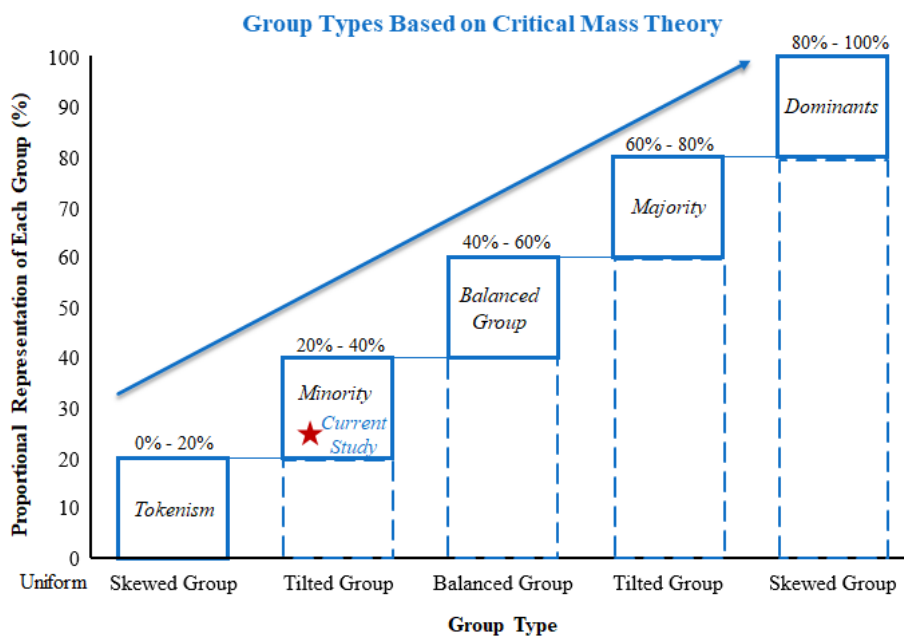 Group Types Based on Critical Mass Theory
Proportional Representation of Each Group (%)
100
90
80
70
60
50
40
30
20
10
0
80% - 100%
Dominants
60% - 80%
Majority
40% - 60%
Balanced
Group
20% - 40%
Minority
Current
Study
0% - 20%
Tokenism
Uniform
Skewed Group
Tilted Group
Balanced Group
Tilted Group
Skewed Group
Group Type